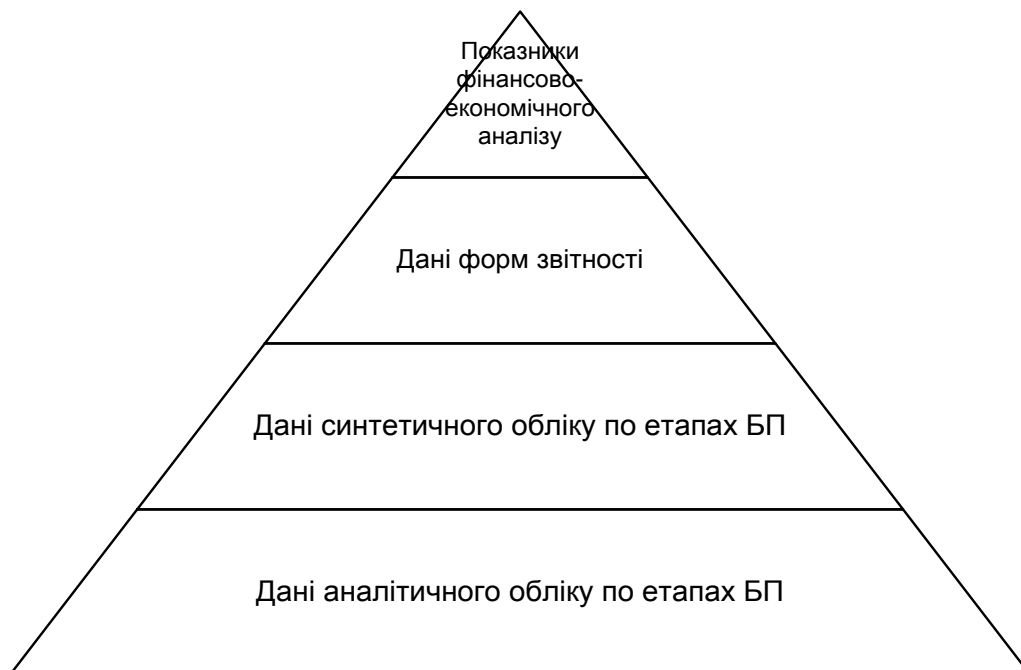 Показники
фінансово-
економічного
аналізу
Дані форм звітності
Дані синтетичного обліку по етапах БП
Дані аналітичного обліку по етапах БП